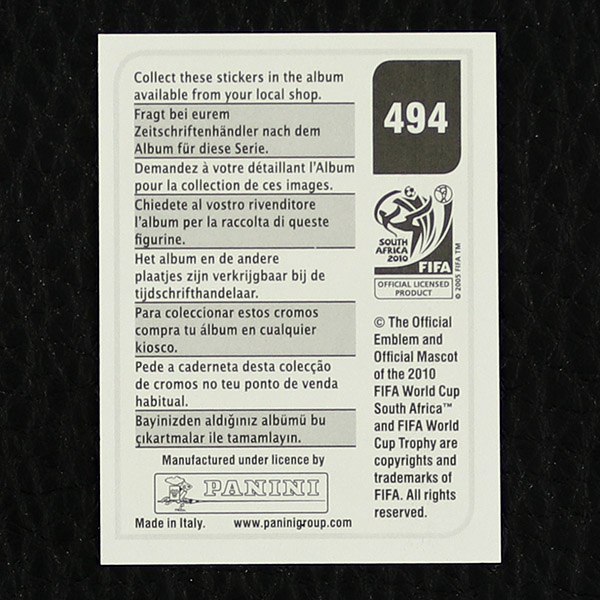 Collect these stickers in the album
available from your local shop.
Fragt bei eurem
Zeitschriftenhändler nach dem
Album für diese Serie.
Demandez à votre détaillant l'Album
pour la collection de ces images.
Chiedete al vostro rivenditore
l'album per la raccolta di queste
figurine.
Het album en de andere
plaatjes zijn verkrijgbaar bij de
tijdschrifthandelaar.
Para coleccionar estos cromos
compra tu álbum en cualquier
kiosco.
Pede a caderneta desta colecção
de cromos no teu ponto de venda
habitual.
Bayinizden aldığınız albümü bu
çıkartmalar ile tamamlayın.
Manufactured under licence by
PANINI
Made in Italy. www.paninigroup.com
494
SOUTH
AFRICA
2010
FIFA
OFFICIAL LICENSED
PRODUCT
© 2005 FIFA TM
© The Official
Emblem and
Official Mascot
of the 2010
FIFA World Cup
South Africa™
and FIFA World
Cup Trophy are
copyrights and
trademarks of
FIFA. All rights
reserved.